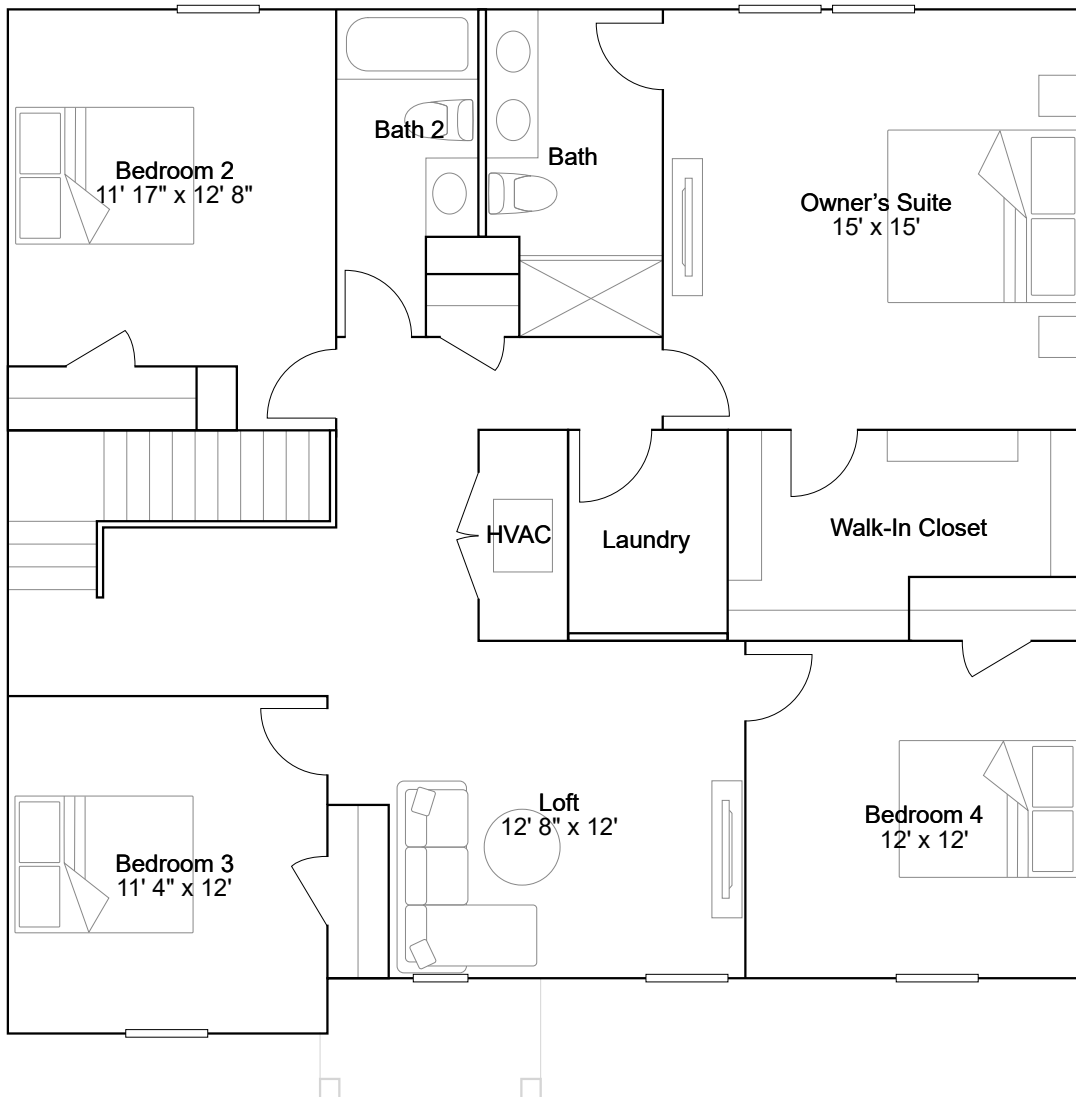 Bath 2
Bath
Bedroom 2
11' 17" x 12' 8"
Owner’s Suite
15' x 15'
HVAC
Laundry
Walk-In Closet
Loft
12' 8" x 12'
Bedroom 4
12' x 12'
Bedroom 3
11' 4" x 12'